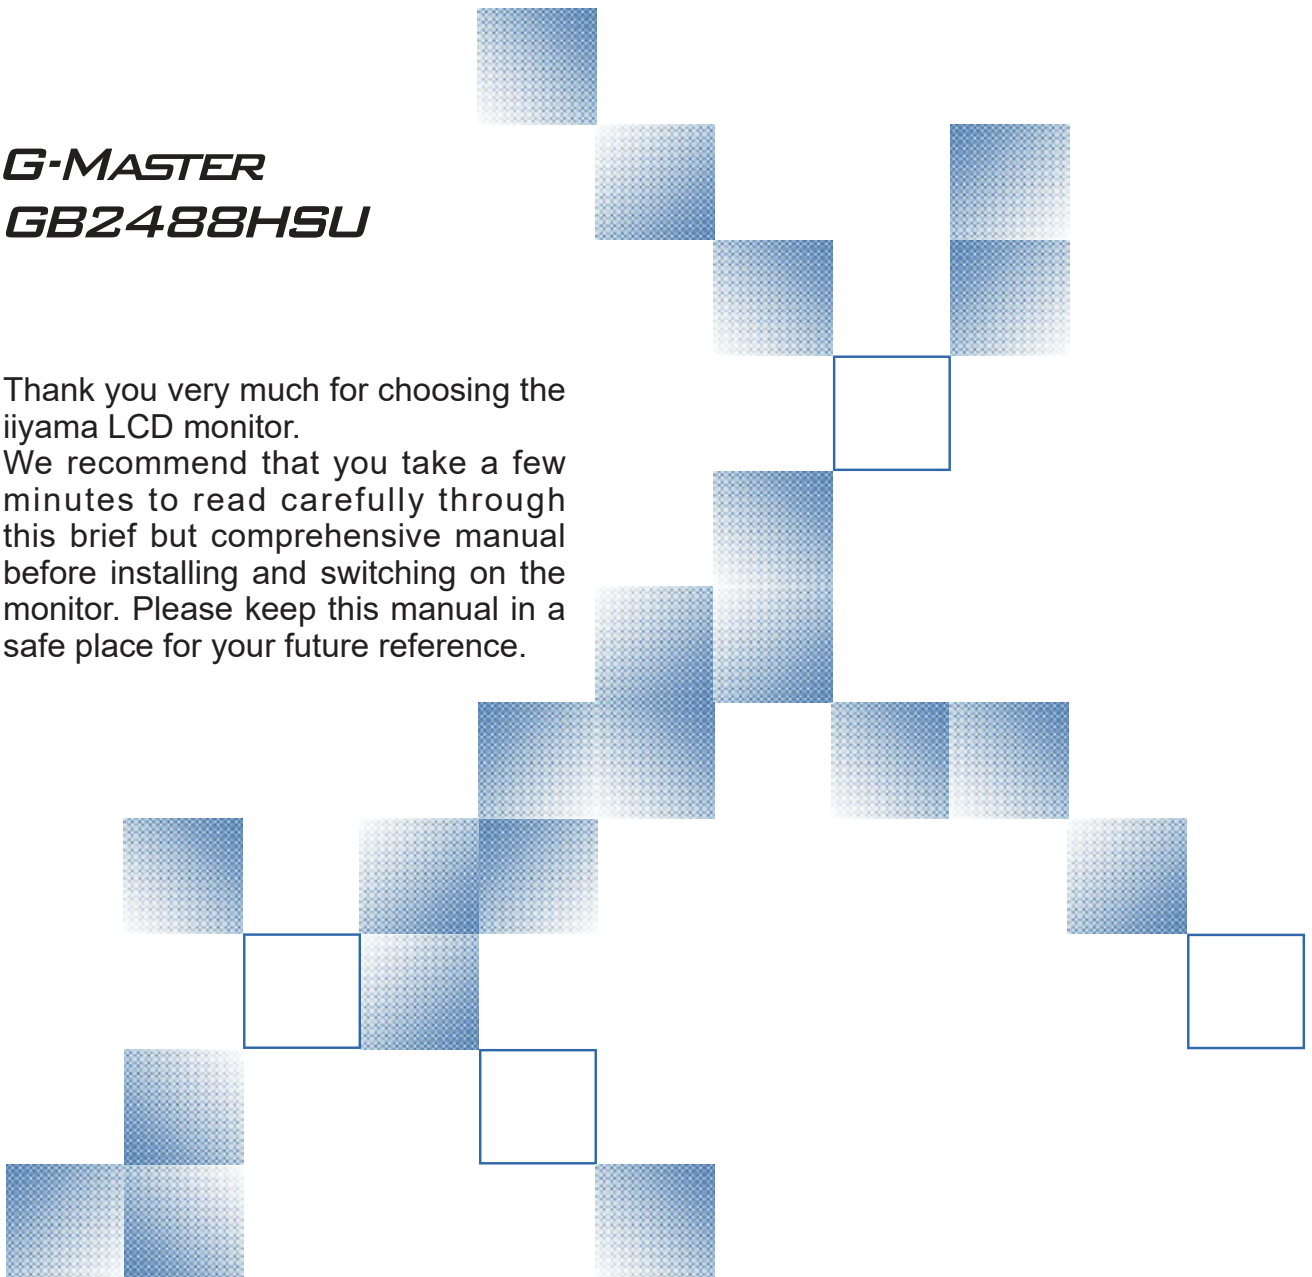 G-MASTER
GB2488HSU
Thank you very much for choosing the
iiyama LCD monitor.
We recommend that you take a few
minutes to read carefully through
this brief but comprehensive manual
before installing and switching on the
monitor. Please keep this manual in a
safe place for your future reference.